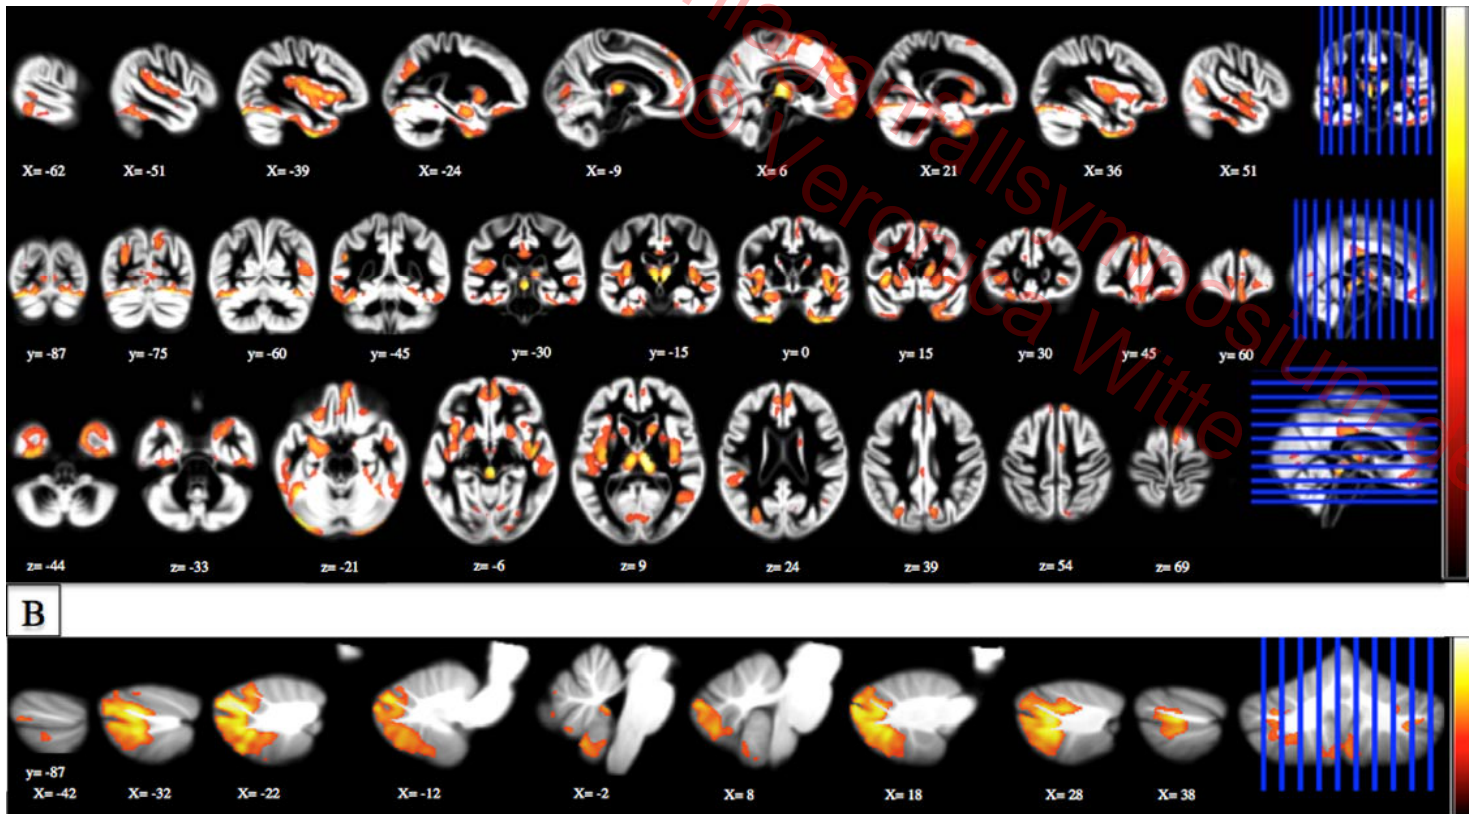 X= -62 X= -51 X= -39 X= -24 X= -9 X= 6 X= 21 X= 36 X= 51
y= -87 y= -75 y= -60 y= -45 y= -30 y= -15 y= 0 y= 15 y= 30 y= 45 y= 60
z= -44 z= -33 z= -21 z= -6 z= 9 z= 24 z= 39 z= 54 z= 69
B
y= -87
X= -42 X= -32 X= -22 X= -12 X= -2 X= 8 X= 18 X= 28 X= 38
© Veronica Witte